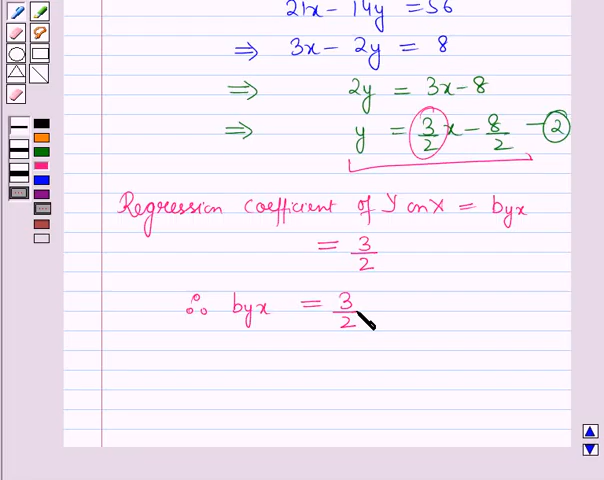 21x - 14y = 56
⇒ 3x - 2y = 8
⇒ 2y = 3x - 8
⇒ y = 3/2 x - 8/2 - 2
Regression coefficient of Y on X = byx
= 3/2
∴ byx = 3/2